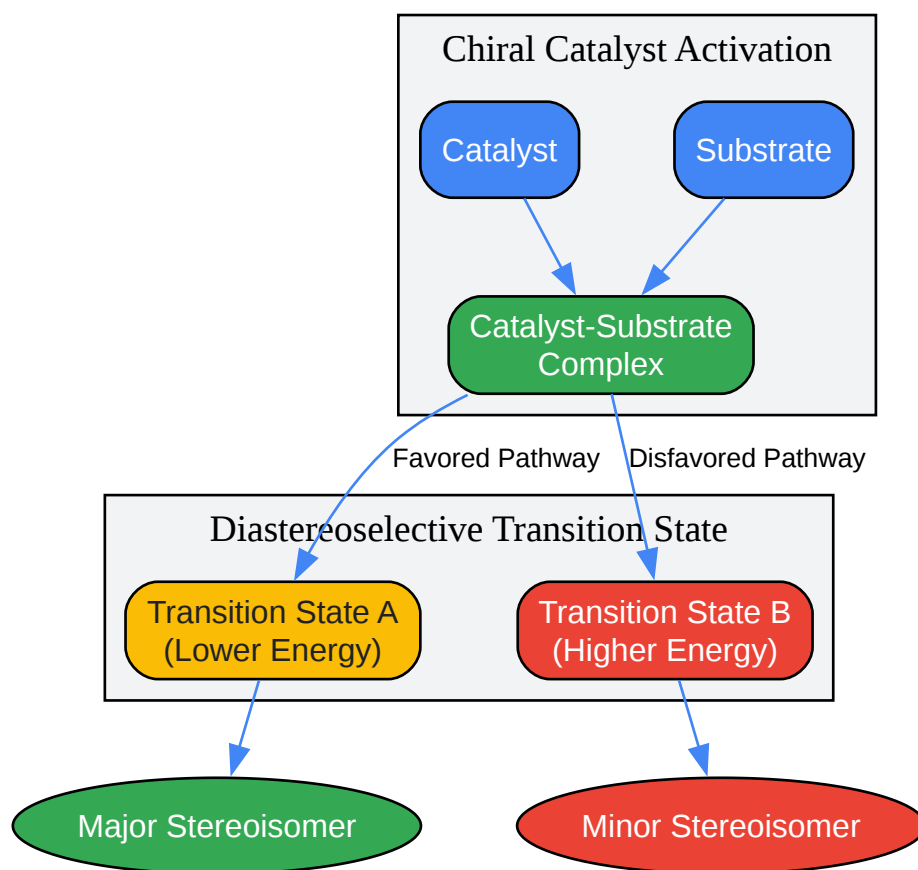 Chiral Catalyst Activation
Catalyst
Substrate
Catalyst-Substrate
Complex
Favored Pathway
Disfavored Pathway
Diastereoselective Transition State
Transition State A
(Lower Energy)
Transition State B
(Higher Energy)
Major Stereoisomer
Minor Stereoisomer